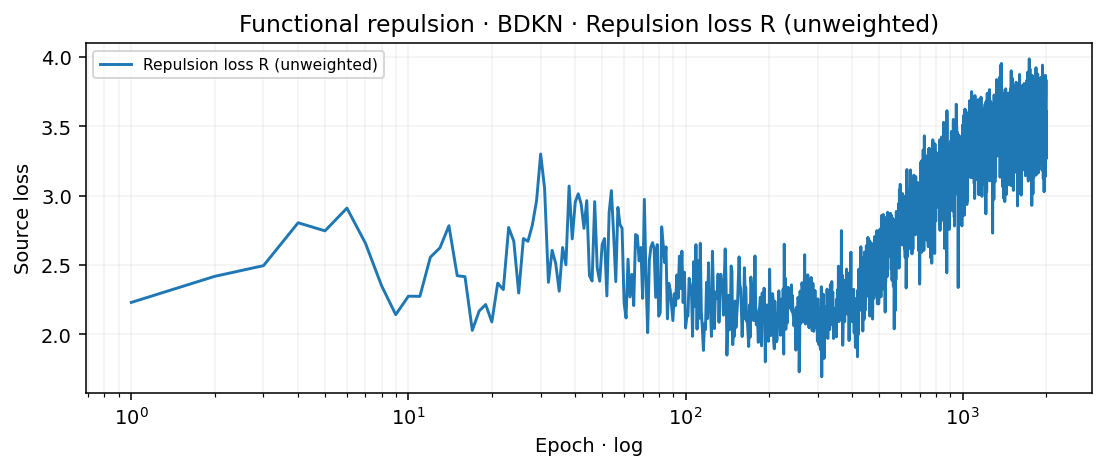 Functional repulsion · BDKN · Repulsion loss R (unweighted)
Repulsion loss R (unweighted)
Source loss
4.0
3.5
3.0
2.5
2.0
10⁰ 10¹ 10² 10³
Epoch · log